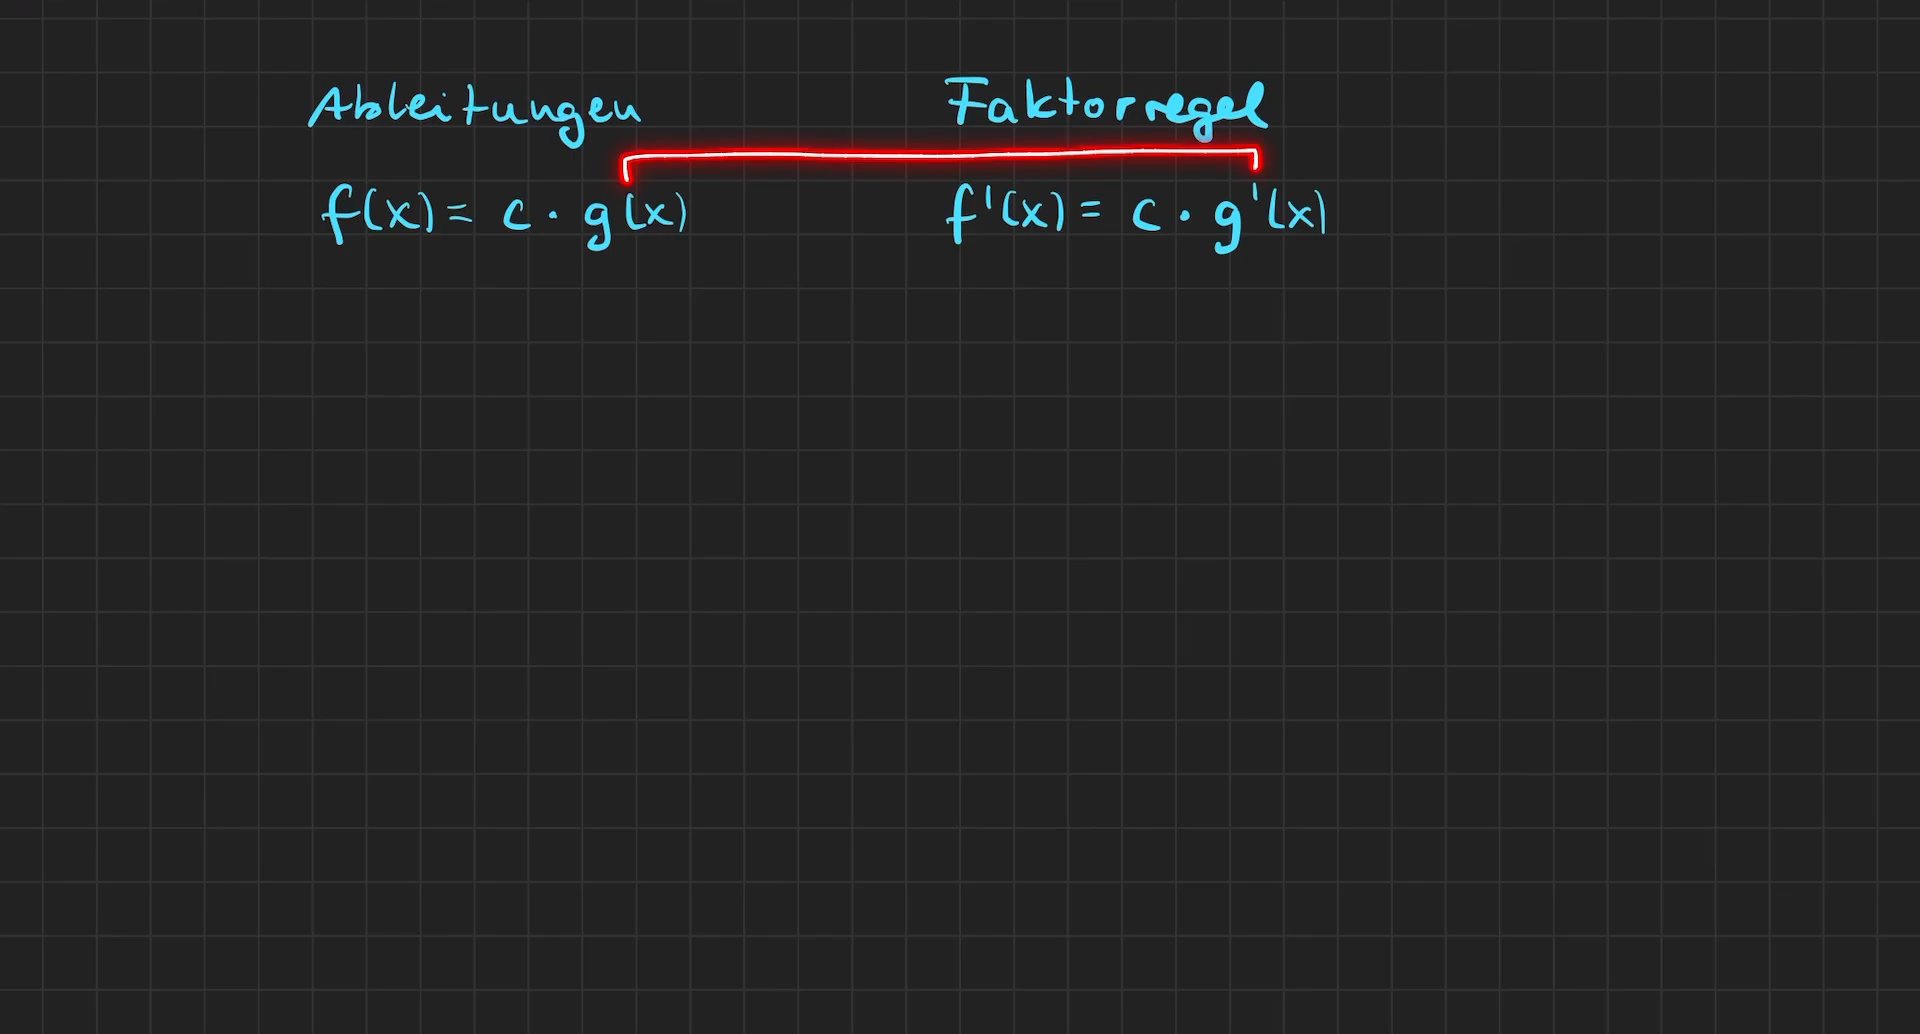 Ableitungen Faktorregel
f(x) = c · g(x) f'(x) = c · g'(x)